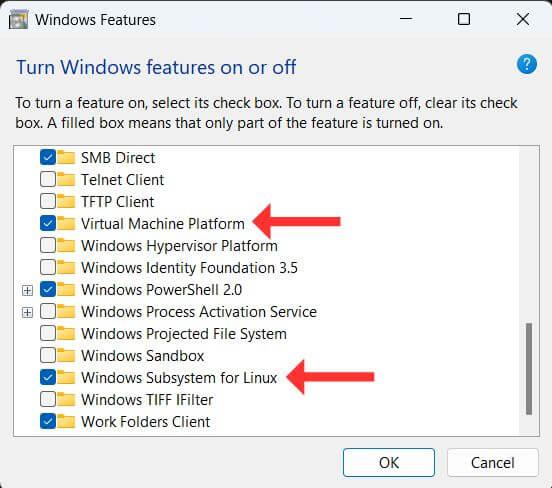 Windows Features
Turn Windows features on or off
?
To turn a feature on, select its check box. To turn a feature off, clear its check
box. A filled box means that only part of the feature is turned on.
SMB Direct
Telnet Client
TFTP Client
Virtual Machine Platform
Windows Hypervisor Platform
Windows Identity Foundation 3.5
Windows PowerShell 2.0
Windows Process Activation Service
Windows Projected File System
Windows Sandbox
Windows Subsystem for Linux
Windows TIFF IFilter
Work Folders Client
OK
Cancel